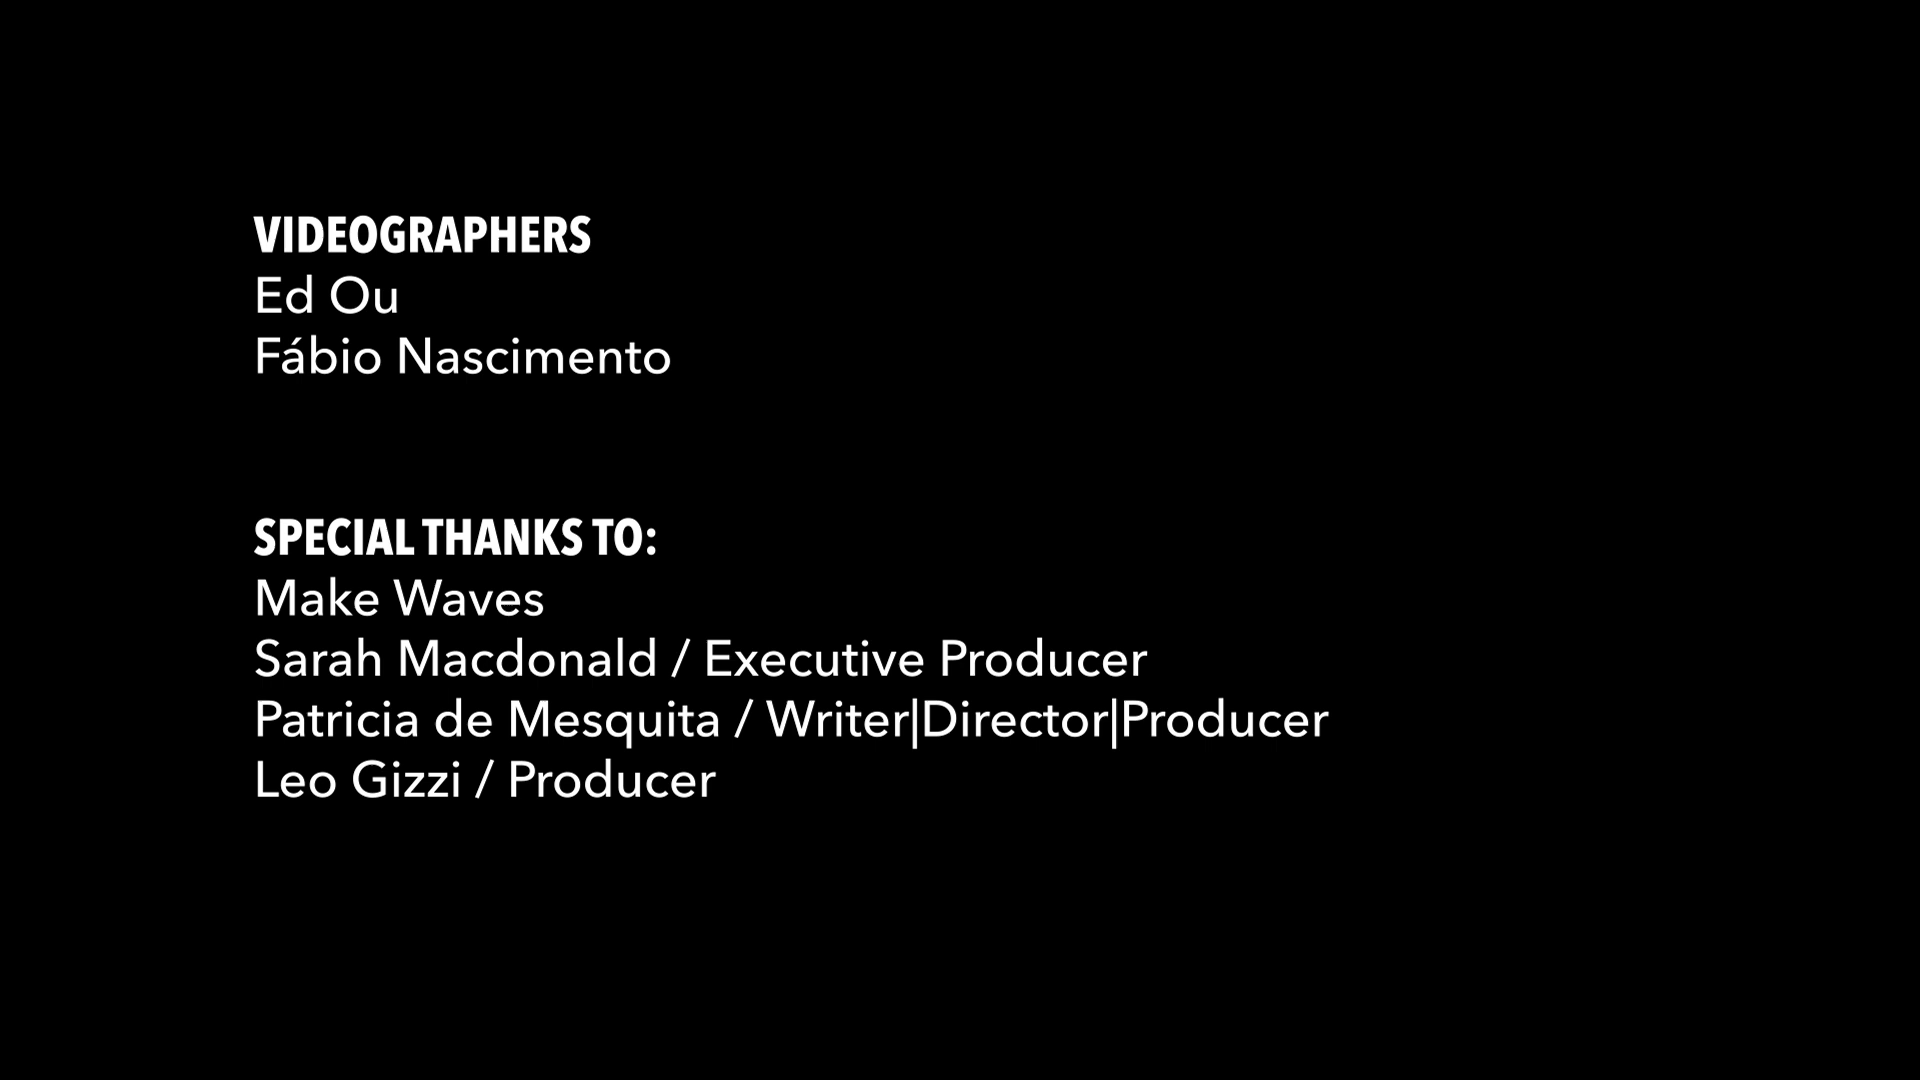 VIDEOGRAPHERS
Ed Ou
Fábio Nascimento
SPECIAL THANKS TO:
Make Waves
Sarah Macdonald / Executive Producer
Patricia de Mesquita / Writer|Director|Producer
Leo Gizzi / Producer